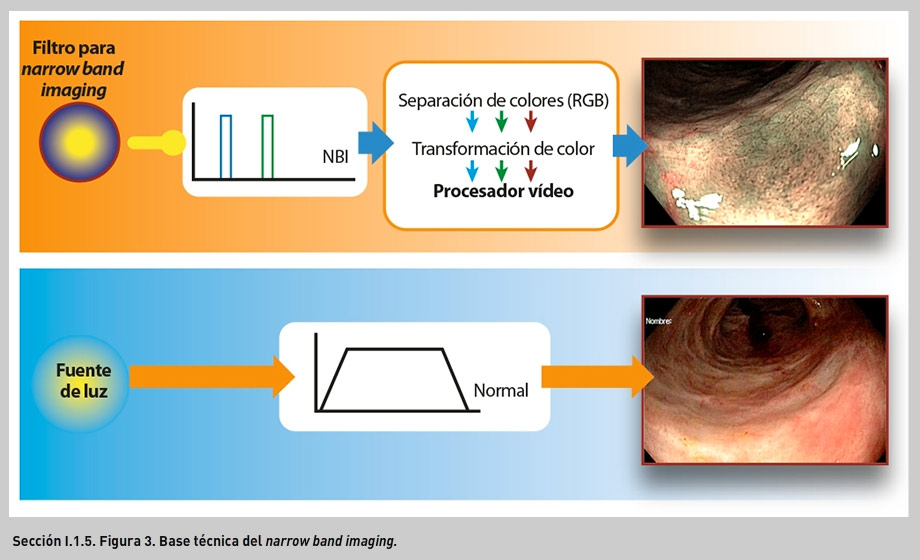 Filtro para
narrow band
imaging
NBI
Separación de colores (RGB)
Transformación de color
Procesador vídeo
Fuente
de luz
Normal
Nombre:
Sección I.1.5. Figura 3. Base técnica del narrow band imaging.